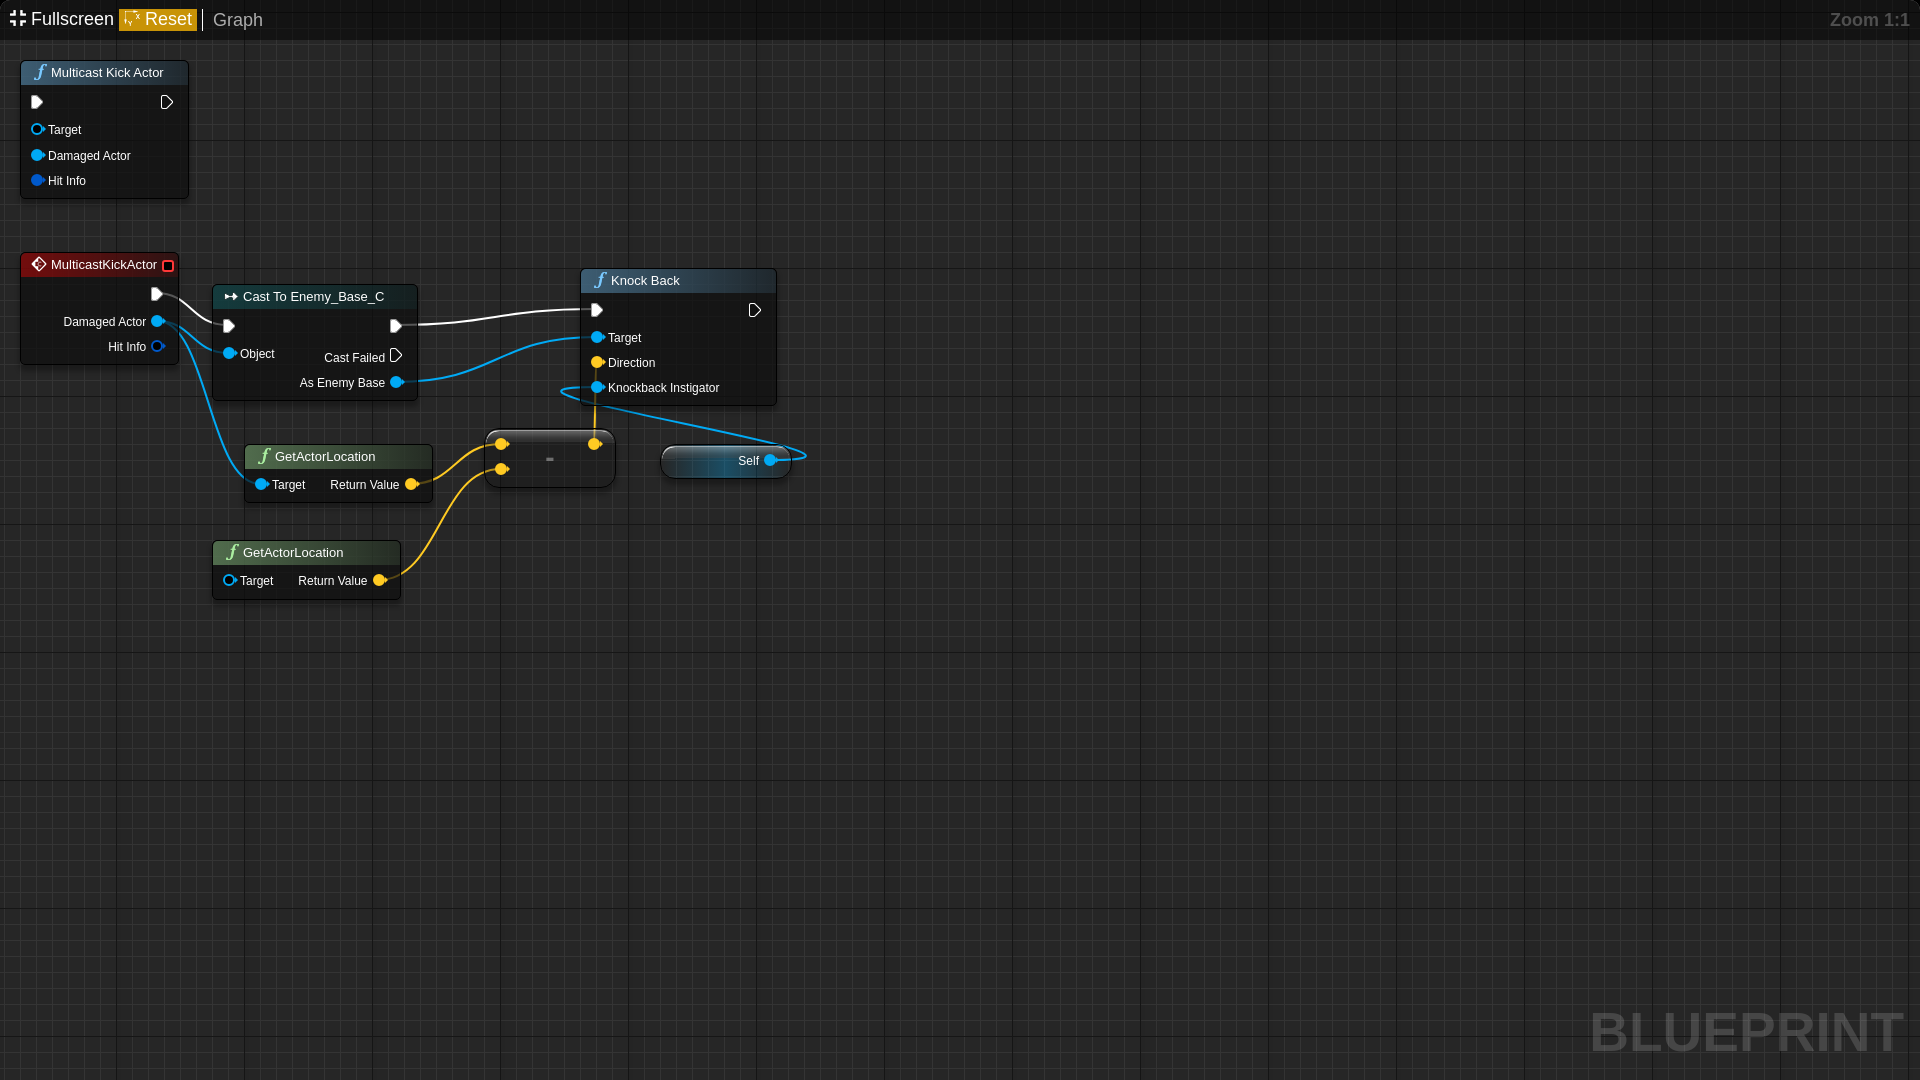 Fullscreen Reset Graph Zoom 1:1
Multicast Kick Actor
Target
Damaged Actor
Hit Info
MulticastKickActor
Damaged Actor
Hit Info
Cast To Enemy_Base_C
Object Cast Failed
As Enemy Base
Knock Back
Target
Direction
Knockback Instigator
GetActorLocation
Target Return Value
-
Self
GetActorLocation
Target Return Value
BLUEPRINT